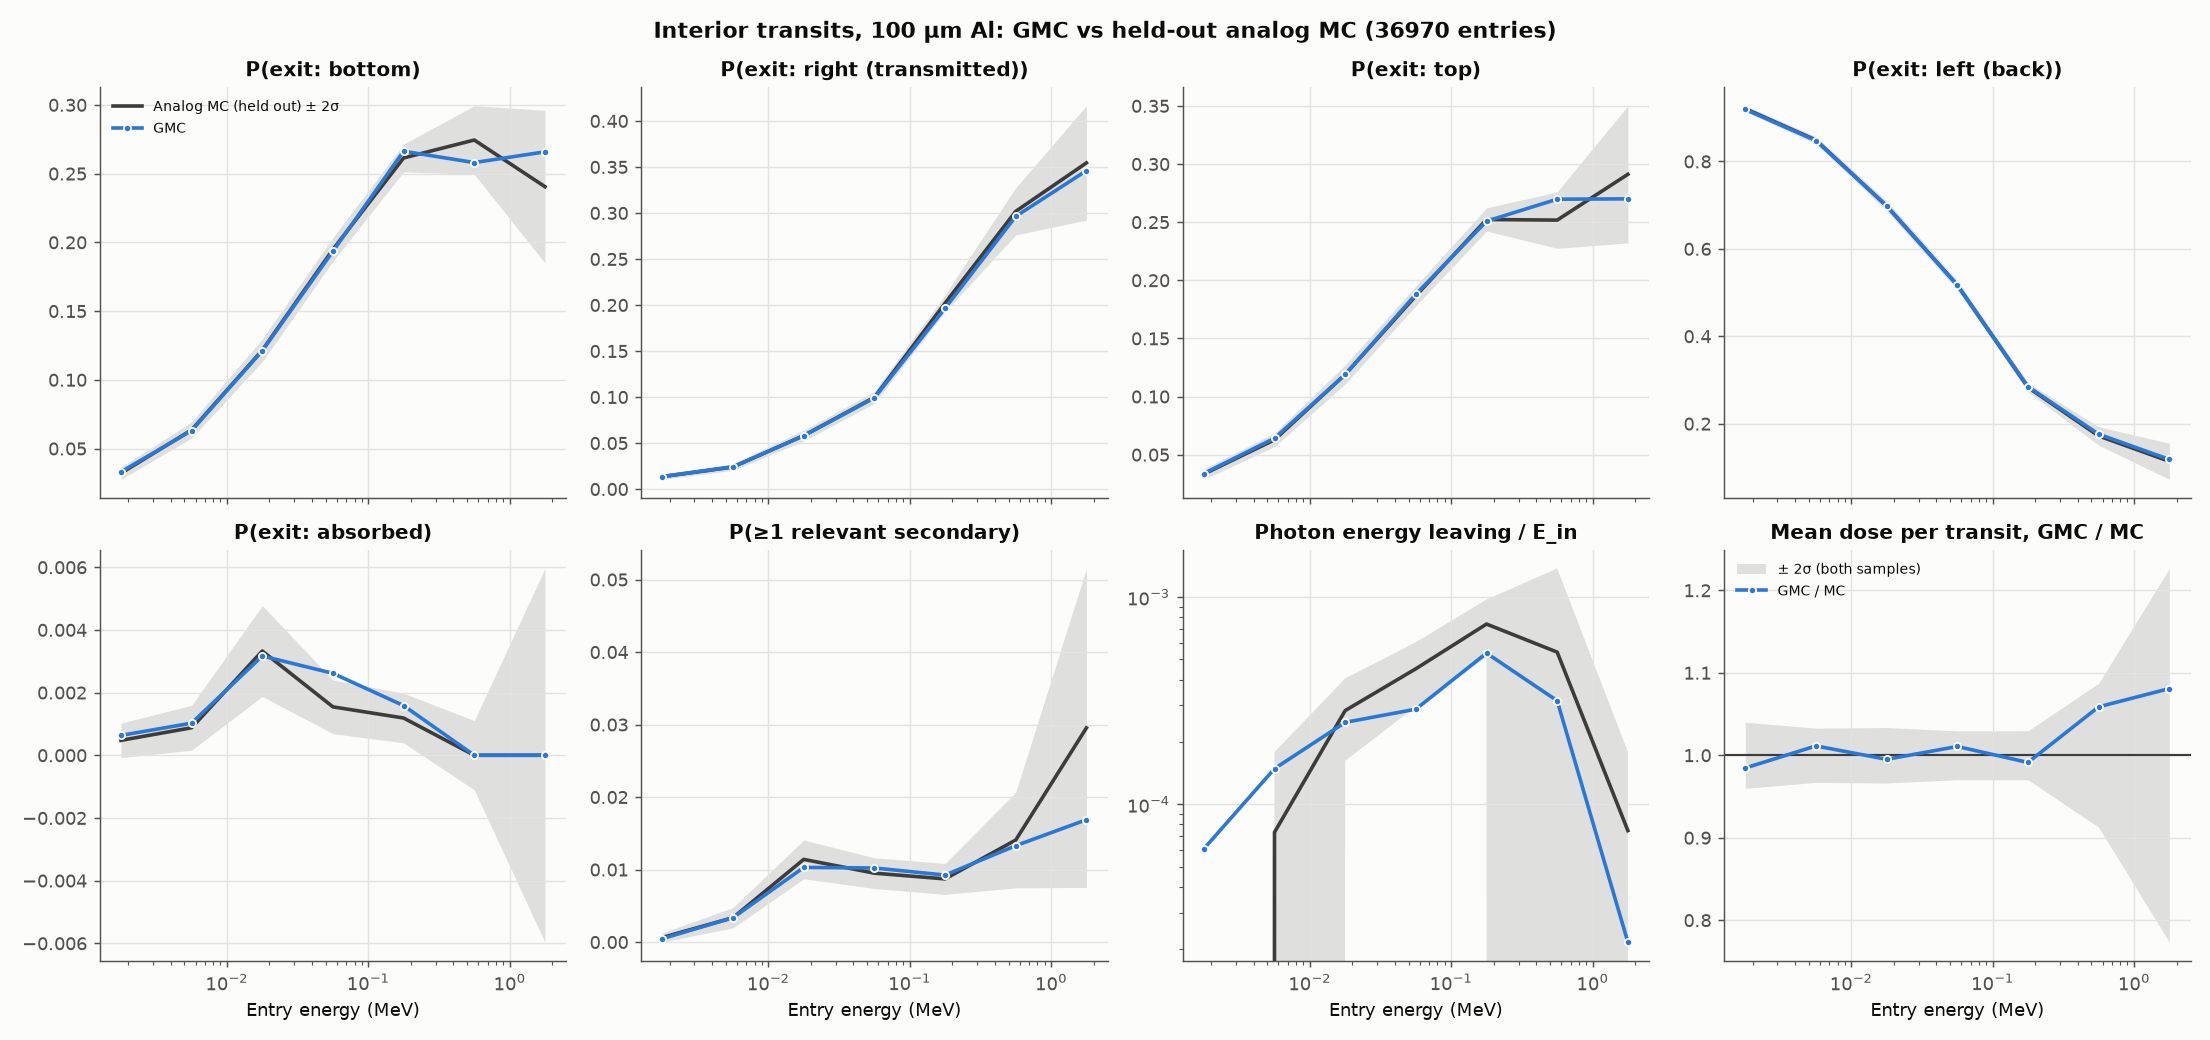 Interior transits, 100 μm Al: GMC vs held-out analog MC (36970 entries)
P(exit: bottom)
0.30
0.25
0.20
0.15
0.10
0.05
Analog MC (held out) ± 2σ
GMC
P(exit: right (transmitted))
0.40
0.35
0.30
0.25
0.20
0.15
0.10
0.05
0.00
P(exit: top)
0.35
0.30
0.25
0.20
0.15
0.10
0.05
P(exit: left (back))
0.8
0.6
0.4
0.2
P(exit: absorbed)
0.006
0.004
0.002
0.000
−0.002
−0.004
−0.006
10⁻² 10⁻¹ 10⁰
Entry energy (MeV)
P(≥1 relevant secondary)
0.05
0.04
0.03
0.02
0.01
0.00
10⁻² 10⁻¹ 10⁰
Entry energy (MeV)
Photon energy leaving / E_in
10⁻³
10⁻⁴
10⁻² 10⁻¹ 10⁰
Entry energy (MeV)
Mean dose per transit, GMC / MC
1.2
1.1
1.0
0.9
0.8
± 2σ (both samples)
GMC / MC
10⁻² 10⁻¹ 10⁰
Entry energy (MeV)